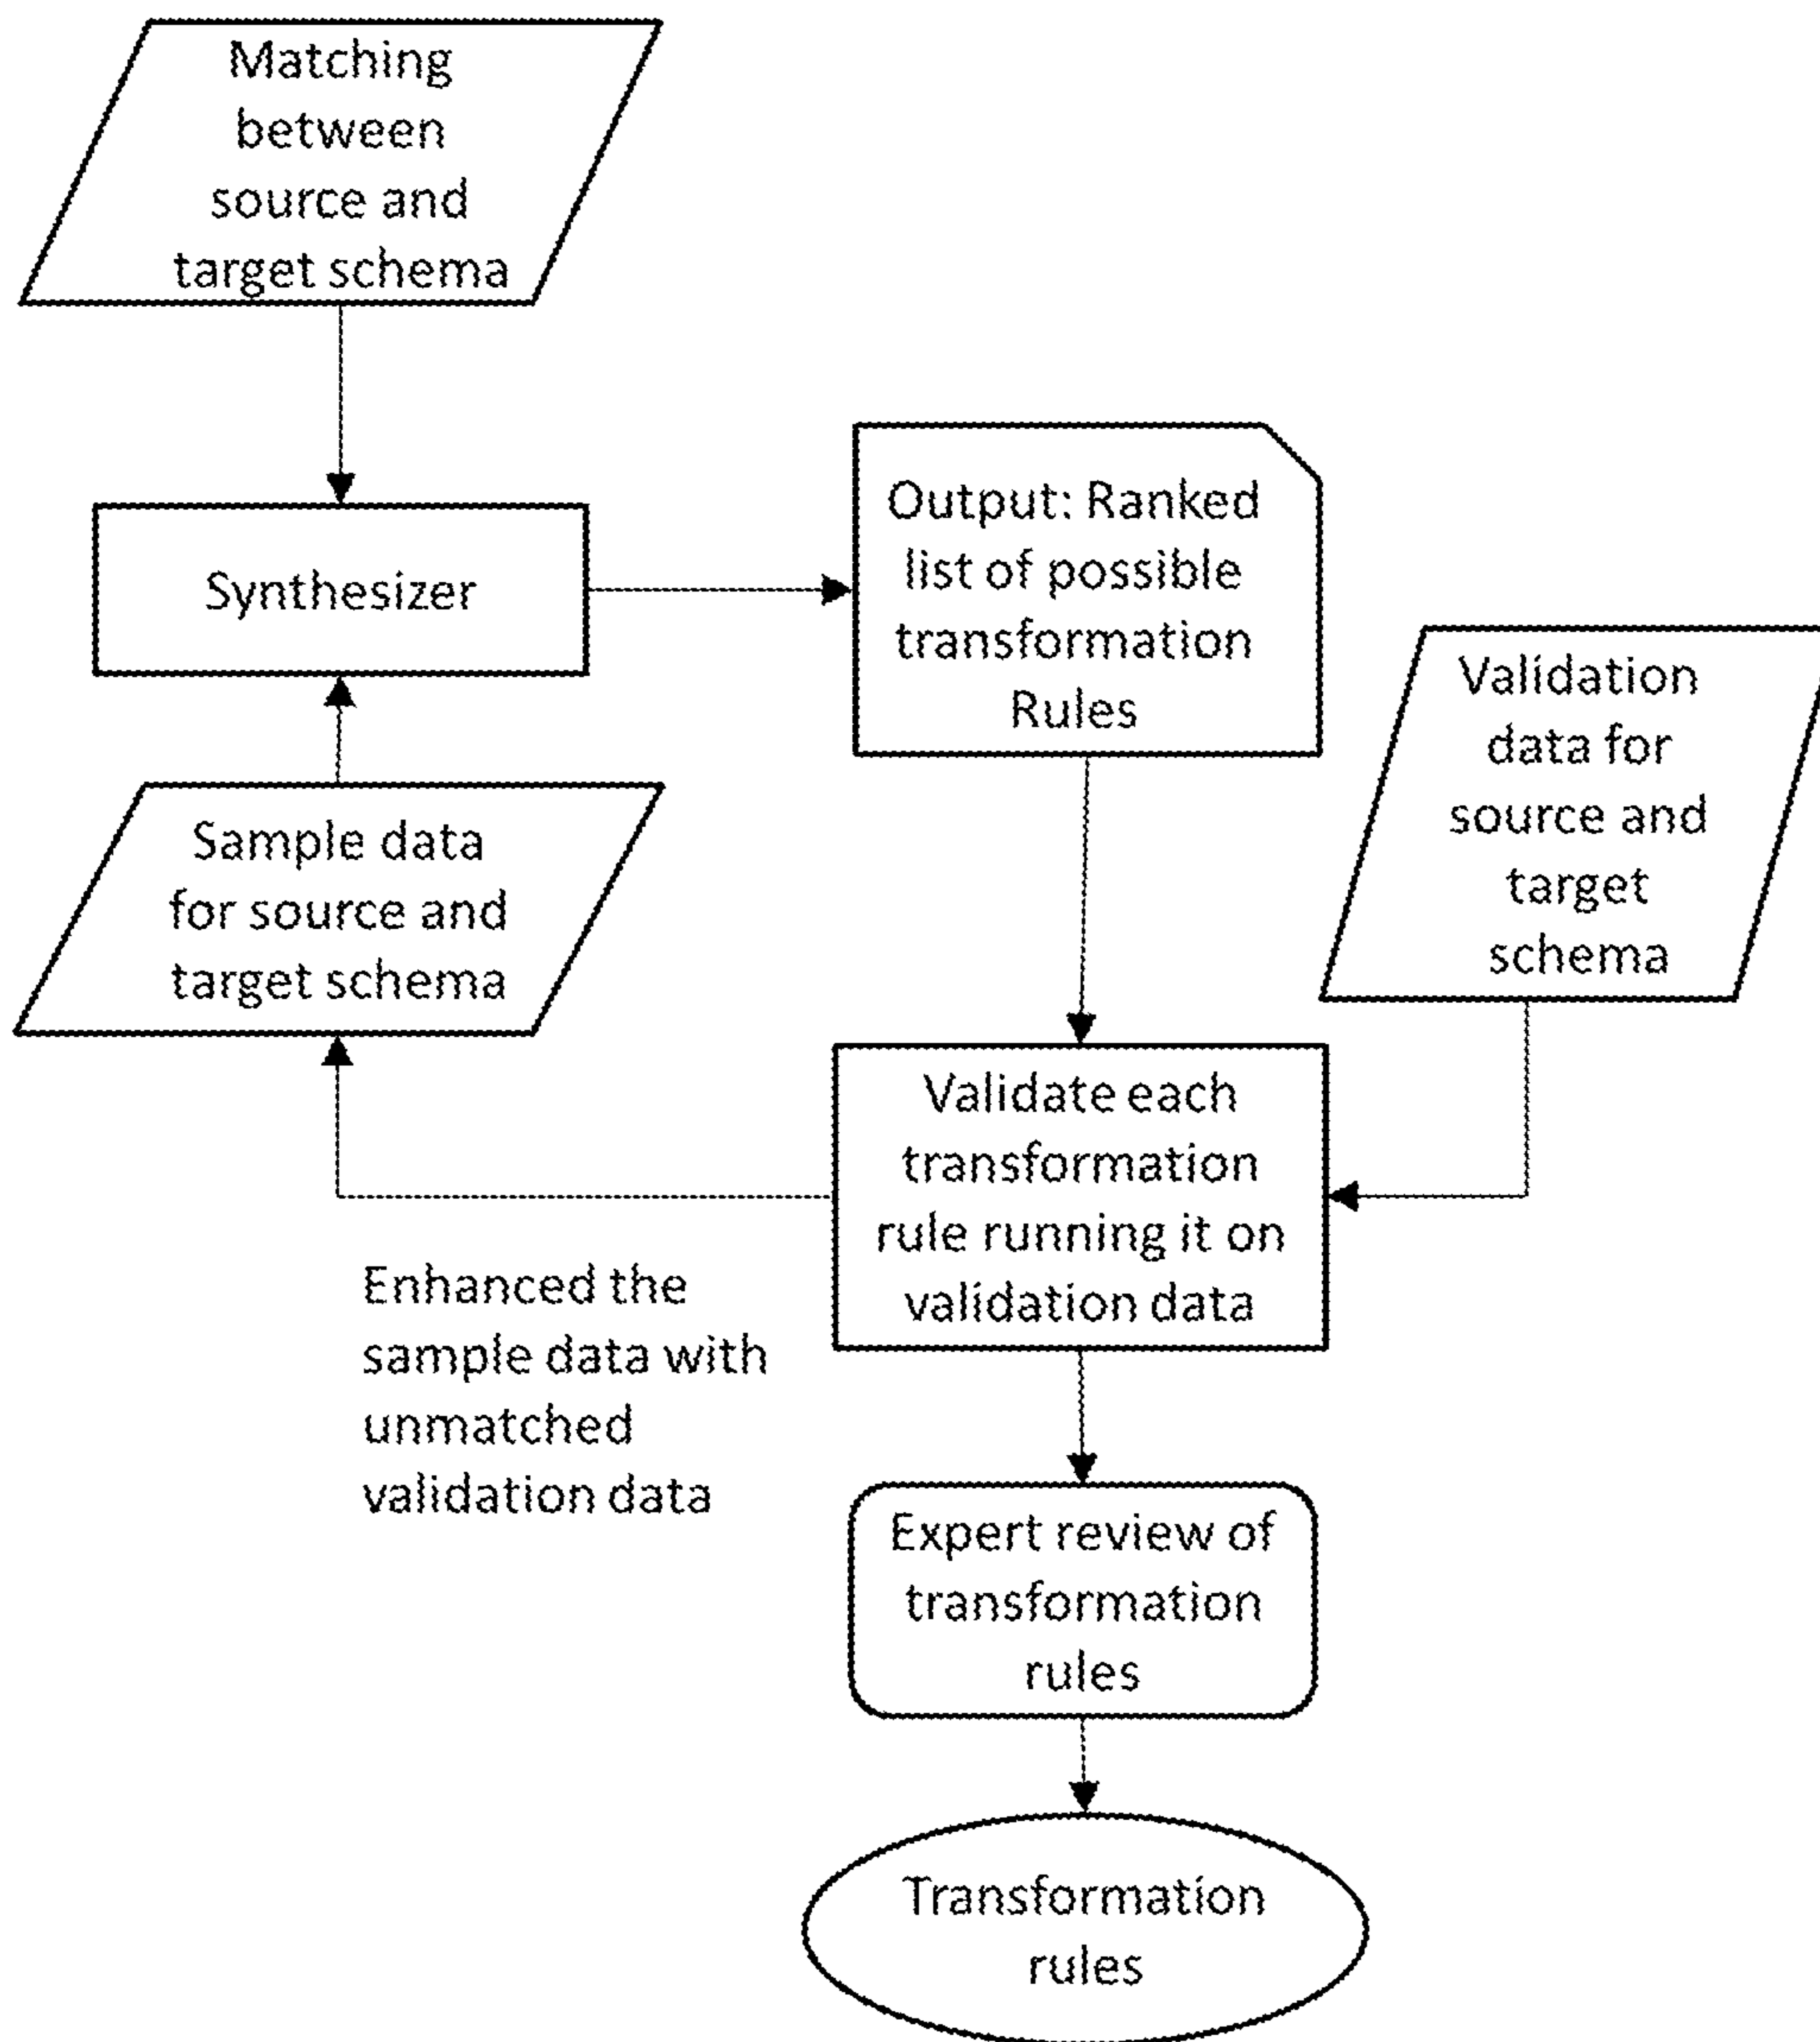 Matching
between
source and
target schema
Synthesizer
Output: Ranked
list of possible
transformation
Rules
Validation
data for
source and
target
schema
Sample data
for source and
target schema
Validate each
transformation
rule running it on
validation data
Enhanced the
sample data with
unmatched
validation data
Expert review of
transformation
rules
Transformation
rules